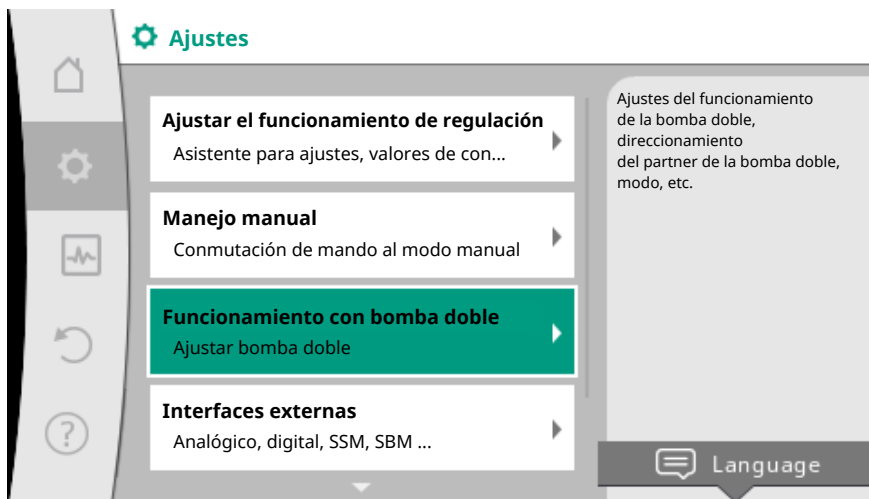 Ajustes
Ajustar el funcionamiento de regulación
Asistente para ajustes, valores de con...
Manejo manual
Conmutación de mando al modo manual
Funcionamiento con bomba doble
Ajustar bomba doble
Interfaces externas
Analógico, digital, SSM, SBM ...
Ajustes del funcionamiento
de la bomba doble,
direccionamiento
del partner de la bomba doble,
modo, etc.
Language
?